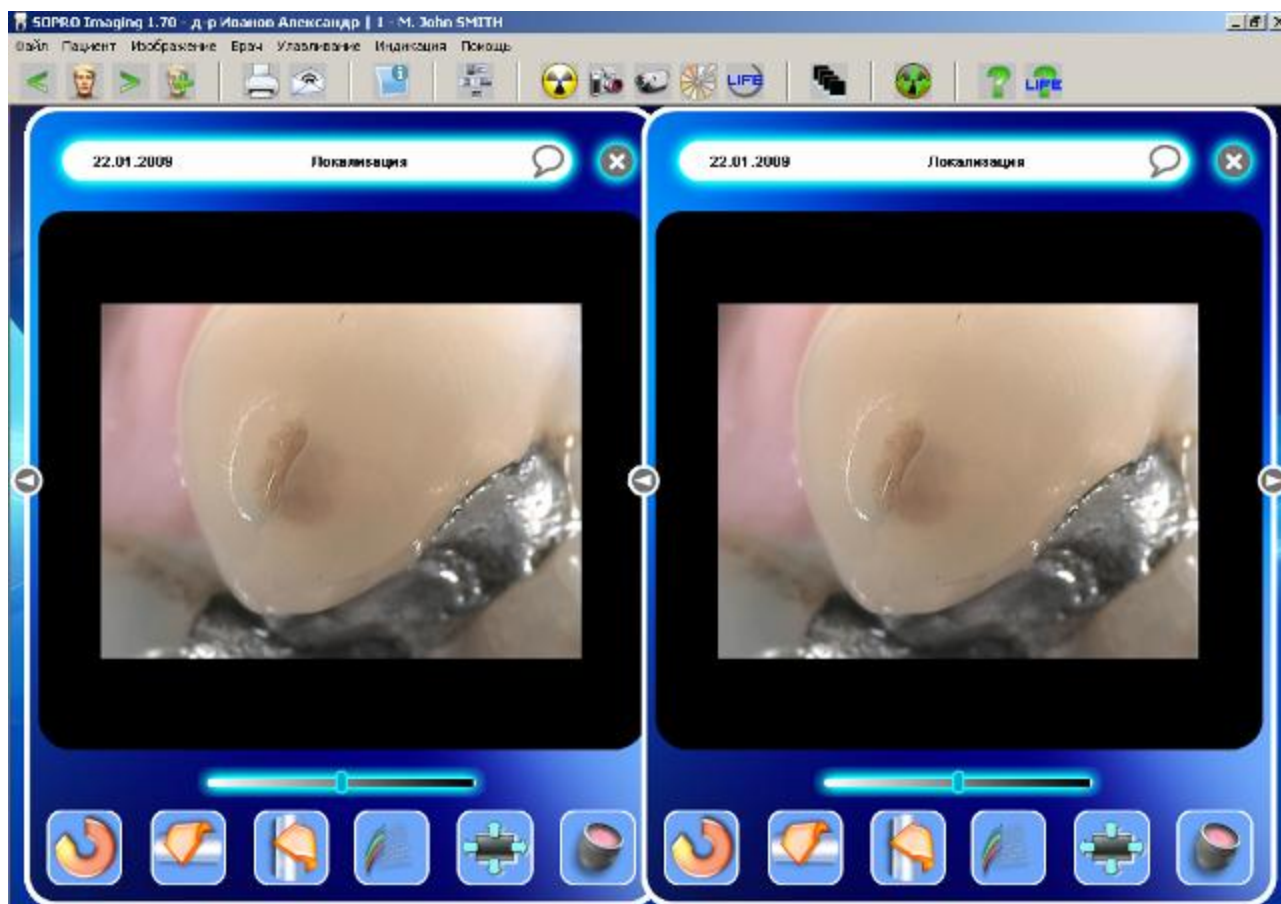 SOPRO Imaging 1.70 - д-р Иванов Александр | 1 - M. John SMITH
Файл Пациент Изображение Врач Улавливание Индикация Помощь
LIFE LIFE
22.01.2009 Локализация
22.01.2009 Локализация